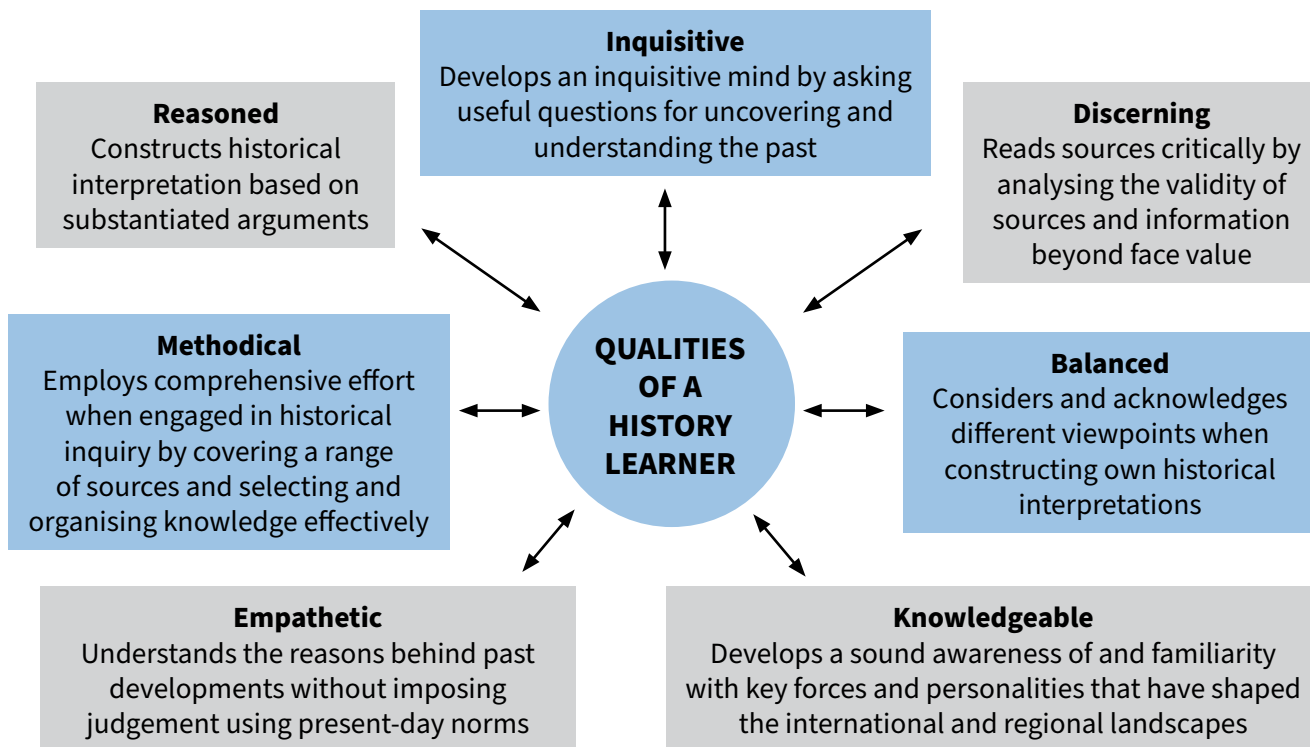 Inquisitive
Develops an inquisitive mind by asking
useful questions for uncovering and
understanding the past
Reasoned
Constructs historical
interpretation based on
substantiated arguments
Discerning
Reads sources critically by
analysing the validity of
sources and information
beyond face value
Methodical
Employs comprehensive effort
when engaged in historical
inquiry by covering a range
of sources and selecting and
organising knowledge effectively
QUALITIES
OF A
HISTORY
LEARNER
Balanced
Considers and acknowledges
different viewpoints when
constructing own historical
interpretations
Empathetic
Understands the reasons behind past
developments without imposing
judgement using present-day norms
Knowledgeable
Develops a sound awareness of and familiarity
with key forces and personalities that have shaped
the international and regional landscapes